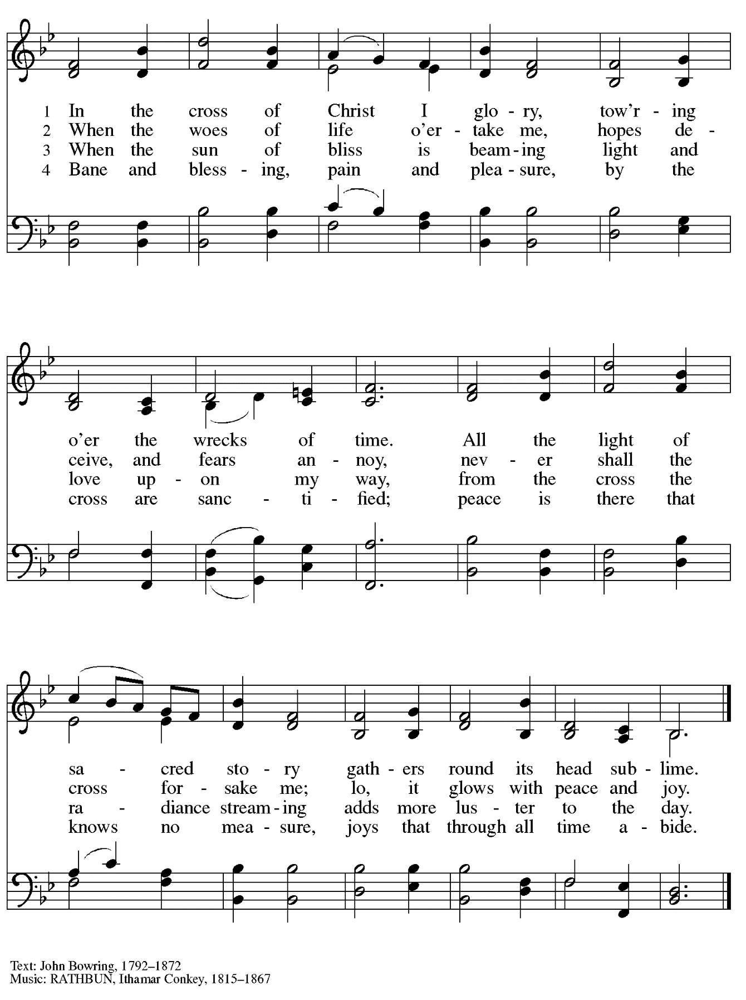 1 In the cross of Christ I glo - ry, tow’r - ing
2 When the woes of life o’er - take me, hopes de -
3 When the sun of bliss is beam - ing light and
4 Bane and bless - ing, pain and plea - sure, by the
o’er the wrecks of time. All the light of
ceive, and fears an - noy, nev - er shall the
love up - on my way, from the cross the
cross are sanc - ti - fied; peace is there that
sa - cred sto - ry gath - ers round its head sub - lime.
cross for - sake me; lo, it glows with peace and joy.
ra - diance stream - ing adds more lus - ter to the day.
knows no mea - sure, joys that through all time a - bide.
Text: John Bowring, 1792–1872
Music: RATHBUN, Ithamar Conkey, 1815–1867